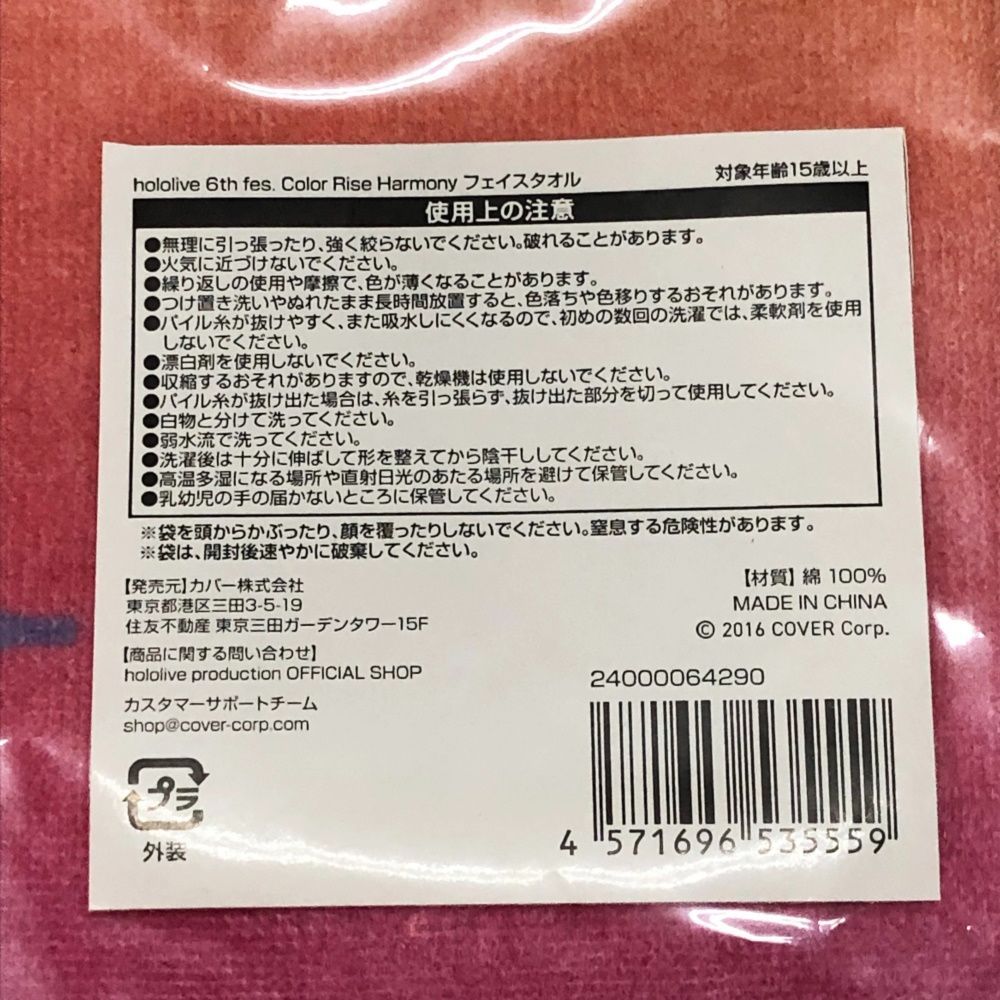 hololive 6th fes. Color Rise Harmony フェイスタオル
対象年齢15歳以上
使用上の注意
●無理に引っ張ったり、強く絞らないでください。破れることがあります。
●火気に近づけないでください。
●繰り返しの使用や摩擦で、色が薄くなることがあります。
●つけ置き洗いやぬれたまま長時間放置すると、色落ちや色移りするおそれがあります。
●パイル糸が抜けやすく、また吸水しにくくなるので、初めの数回の洗濯では、柔軟剤を使用
しないでください。
●漂白剤を使用しないでください。
●収縮するおそれがありますので、乾燥機は使用しないでください。
●パイル糸が抜け出た場合は、糸を引っ張らず、抜け出た部分を切って使用してください。
●白物と分けて洗ってください。
●弱水流で洗ってください。
●洗濯後は十分に伸ばして形を整えてから陰干ししてください。
●高温多湿になる場所や直射日光のあたる場所を避けて保管してください。
●乳幼児の手の届かないところに保管してください。
※袋を頭からかぶったり、顔を覆ったりしないでください。窒息する危険性があります。
※袋は、開封後速やかに破棄してください。
【発売元】カバー株式会社
東京都港区三田3-5-19
住友不動産 東京三田ガーデンタワー15F
【商品に関する問い合わせ】
hololive production OFFICIAL SHOP
カスタマーサポートチーム
shop@cover-corp.com
【材質】綿 100%
MADE IN CHINA
© 2016 COVER Corp.
24000064290
4 571696 535559
プラ
外装